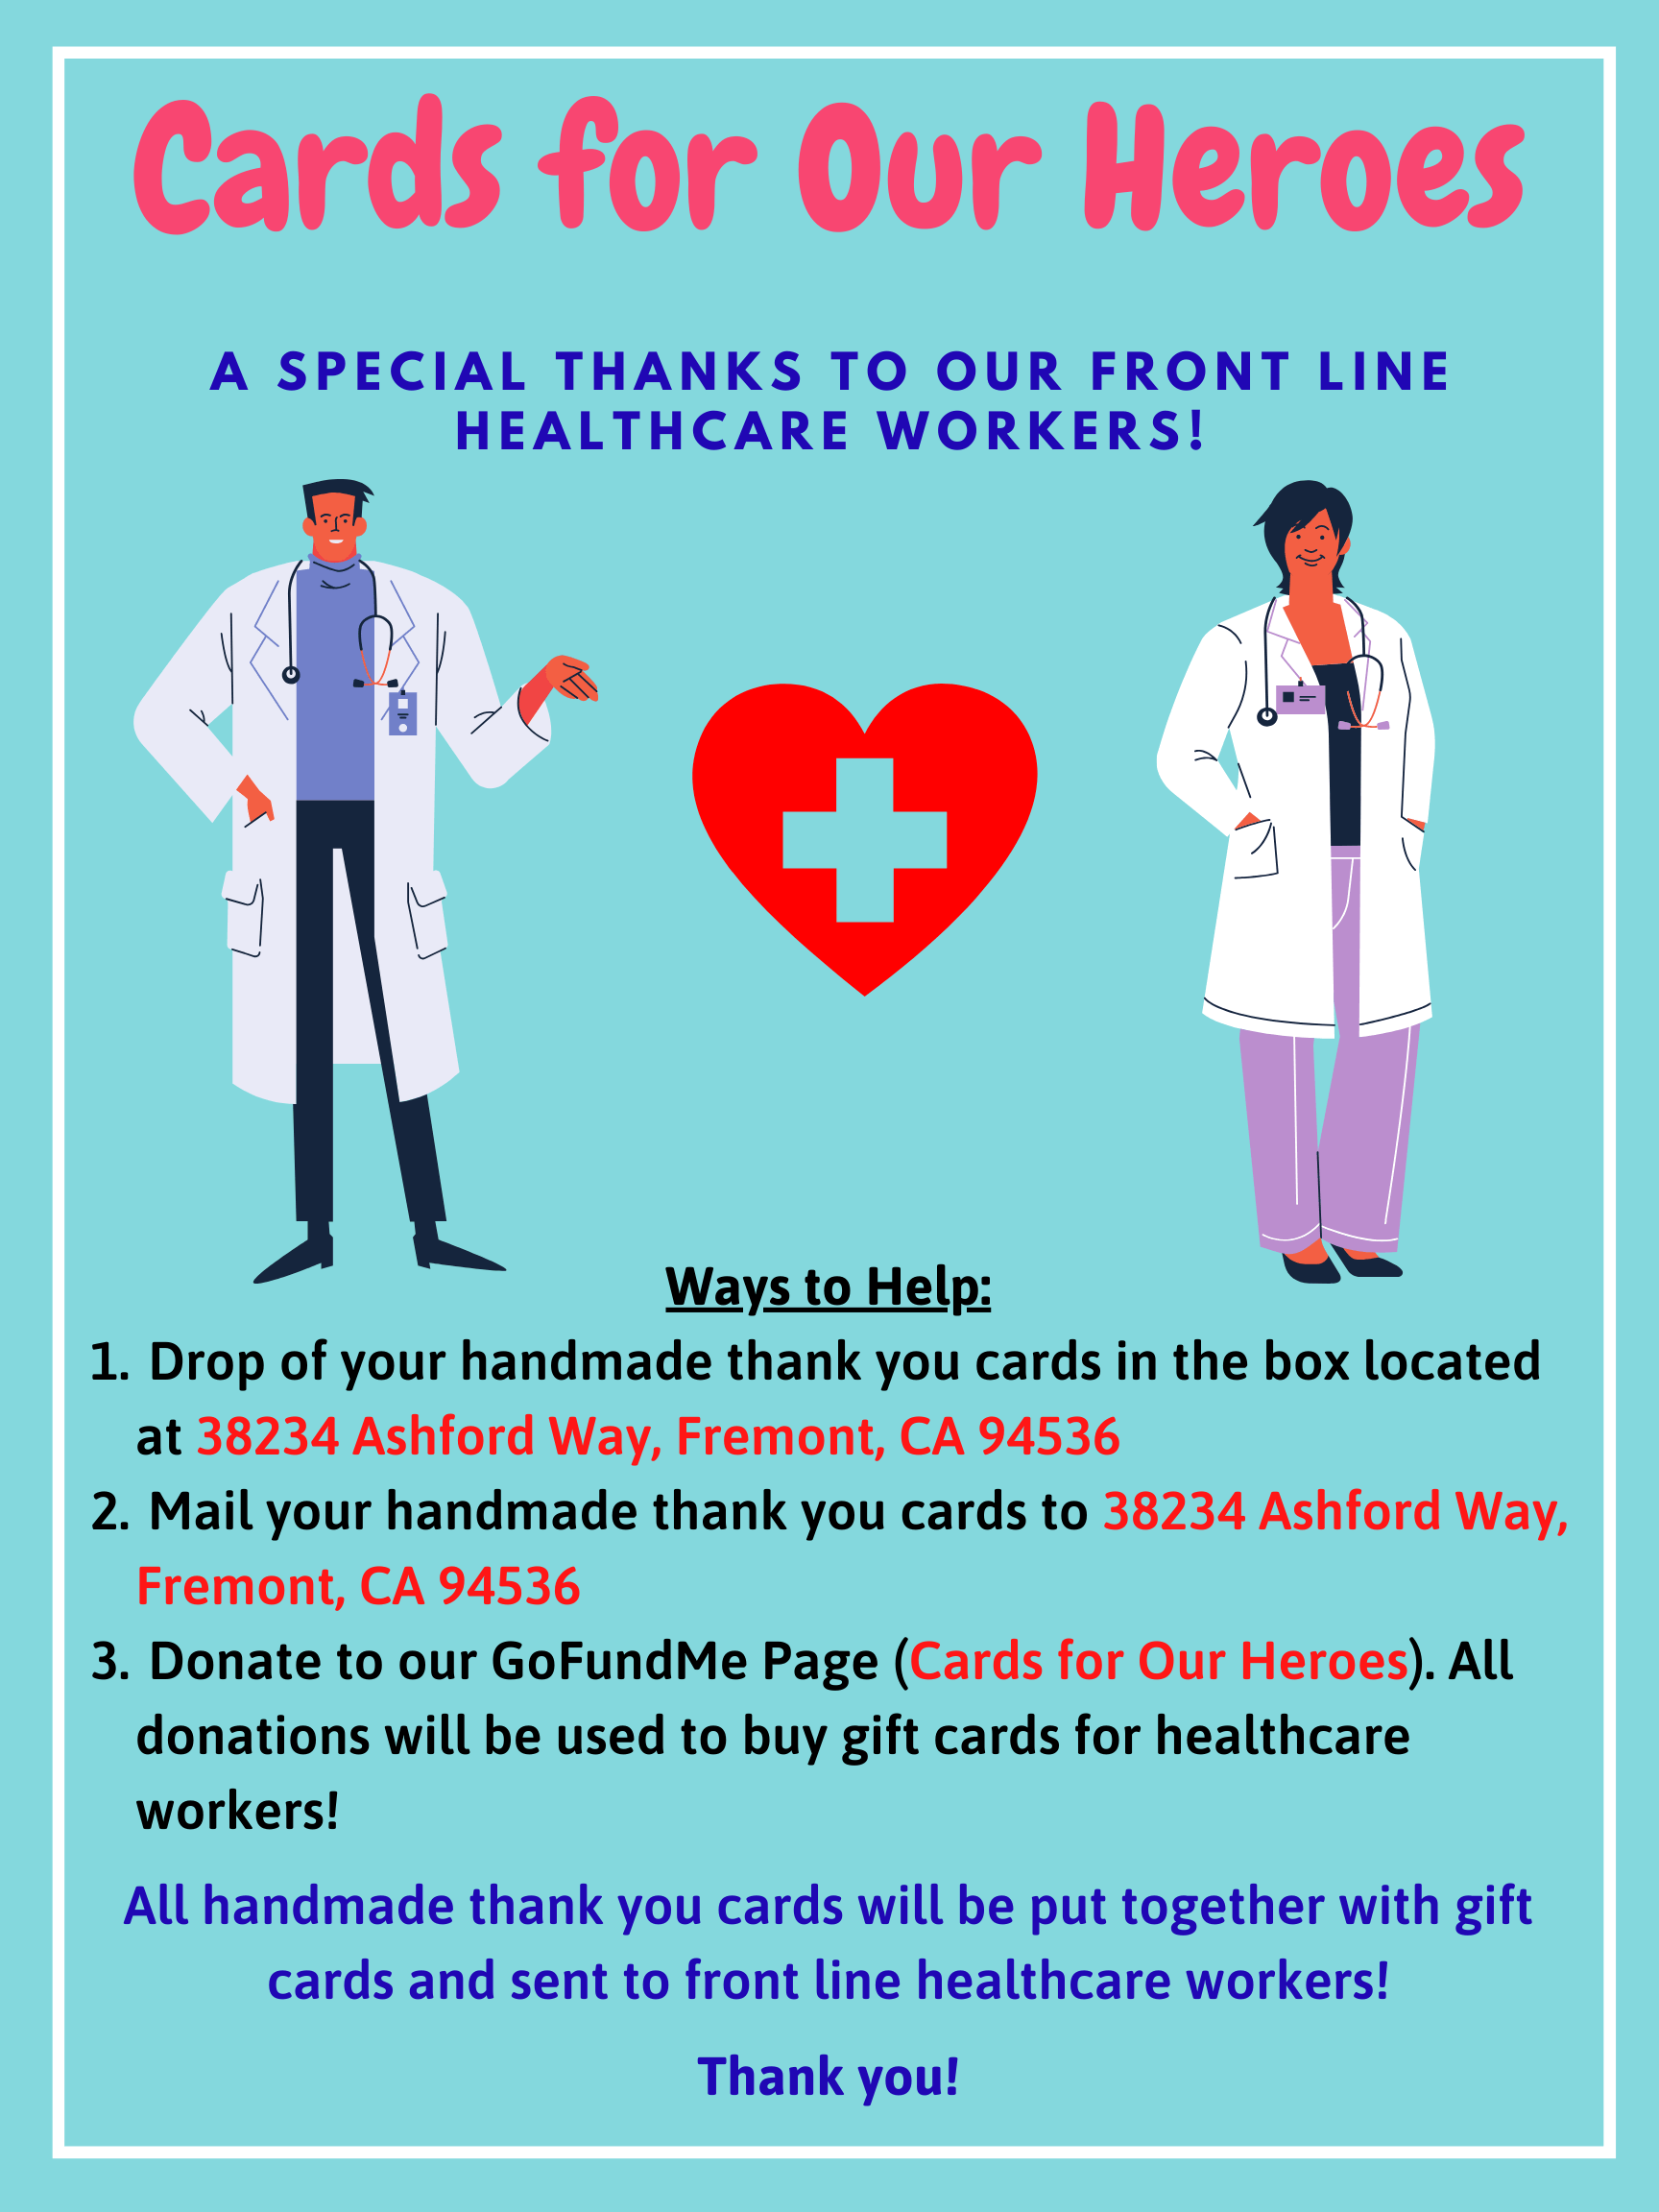 Cards for Our Heroes
A SPECIAL THANKS TO OUR FRONT LINE
HEALTHCARE WORKERS!
Ways to Help:
1. Drop of your handmade thank you cards in the box located
at 38234 Ashford Way, Fremont, CA 94536
2. Mail your handmade thank you cards to 38234 Ashford Way,
Fremont, CA 94536
3. Donate to our GoFundMe Page (Cards for Our Heroes). All
donations will be used to buy gift cards for healthcare
workers!
All handmade thank you cards will be put together with gift
cards and sent to front line healthcare workers!
Thank you!